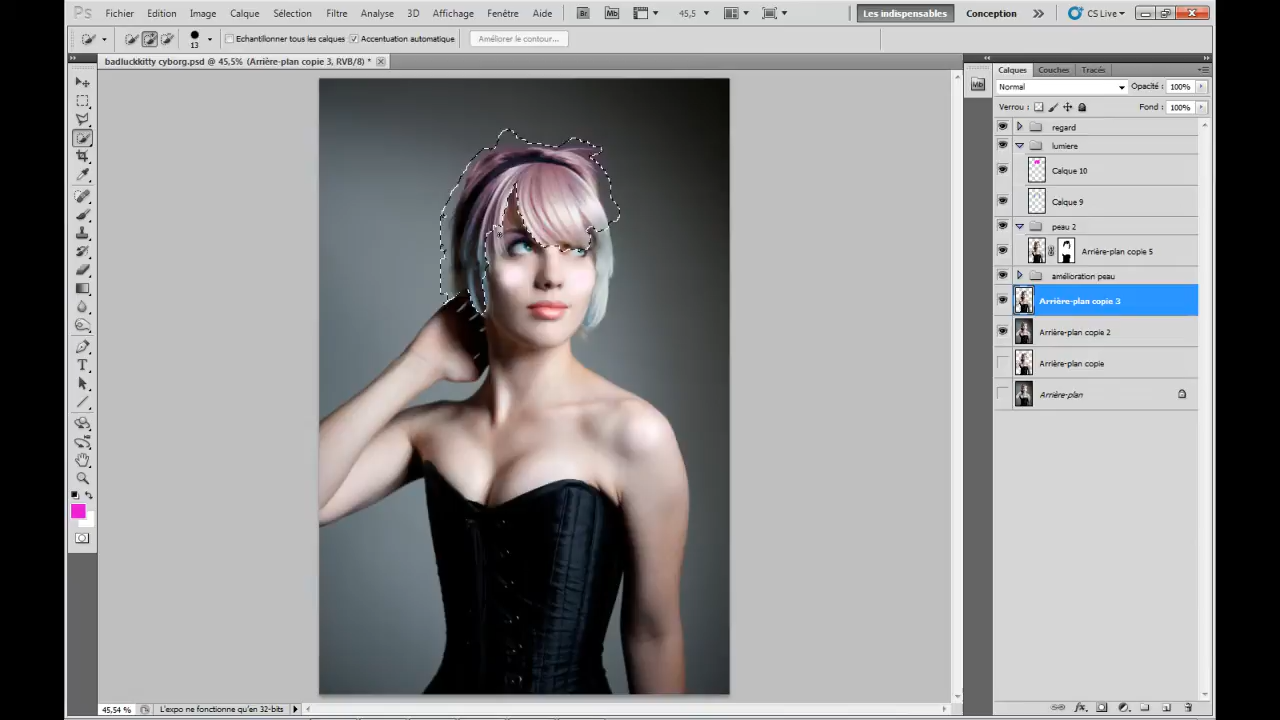 Ps Fichier Edition Image Calque Sélection Filtre Analyse 3D Affichage Fenêtre Aide Br Mb 45,5 Les indispensables Conception CS Live
13 Echantillonner tous les calques Accentuation automatique Améliorer le contour...
badluckkitty cyborg.psd @ 45,5% (Arrière-plan copie 3, RVB/8) *
Calques Couches Tracés
Mb
Normal Opacité : 100%
Verrou : Fond : 100%
regard
lumiere
Calque 10
Calque 9
peau 2
Arrière-plan copie 5
amélioration peau
Arrière-plan copie 3
Arrière-plan copie 2
Arrière-plan copie
Arrière-plan
T
45,54 % L'expo ne fonctionne qu'en 32-bits
fx